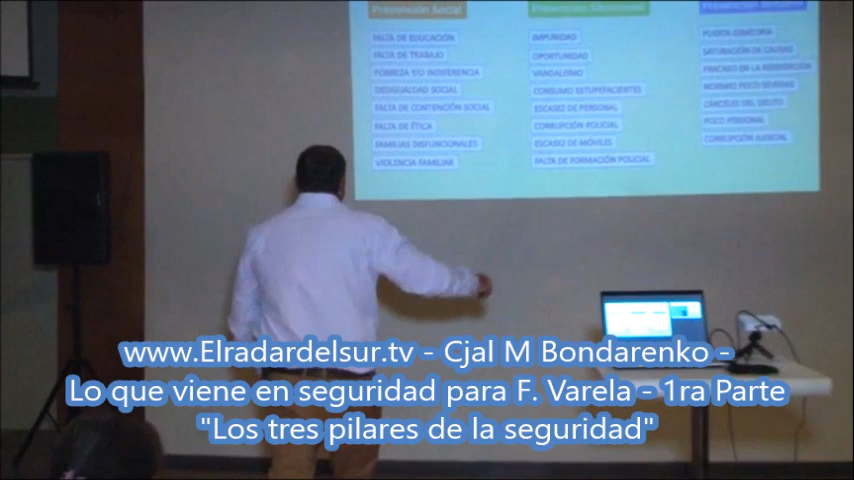 Prevención Social
FALTA DE EDUCACIÓN
FALTA DE TRABAJO
POBREZA Y/O INDIFERENCIA
DESIGUALDAD SOCIAL
FALTA DE CONTENCIÓN SOCIAL
FALTA DE ÉTICA
FAMILIAS DISFUNCIONALES
VIOLENCIA FAMILIAR
Prevención Situacional
IMPUNIDAD
OPORTUNIDAD
VANDALISMO
CONSUMO ESTUPEFACIENTES
ESCASEZ DE PERSONAL
CORRUPCIÓN POLICIAL
ESCASEZ DE MÓVILES
FALTA DE FORMACIÓN POLICIAL
Prevención
PUERTA GIRATORIA
SATURACIÓN DE CAUSAS
FRACASO EN LA REINSERCIÓN
NORMAS POCO SEVERAS
CÁRCELES DEL DELITO
POCO PERSONAL
CORRUPCIÓN JUDICIAL
www.Elradardelsur.tv - Cjal M Bondarenko -
Lo que viene en seguridad para F. Varela - 1ra Parte
"Los tres pilares de la seguridad"